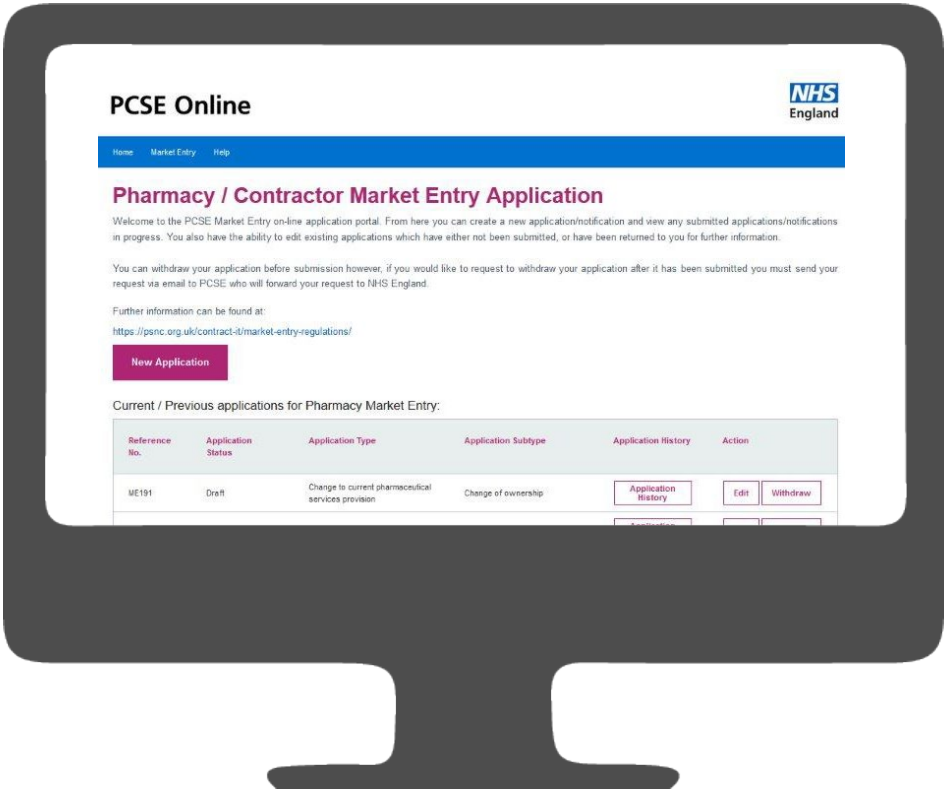 PCSE Online
NHS
England
Home Market Entry Help
Pharmacy / Contractor Market Entry Application
Welcome to the PCSE Market Entry on-line application portal. From here you can create a new application/notification and view any submitted applications/notifications
in progress. You also have the ability to edit existing applications which have either not been submitted, or have been returned to you for further information.
You can withdraw your application before submission however, if you would like to request to withdraw your application after it has been submitted you must send your
request via email to PCSE who will forward your request to NHS England.
Further information can be found at:
https://psnc.org.uk/contract-it/market-entry-regulations/
New Application
Current / Previous applications for Pharmacy Market Entry:
Reference Application Application Type Application Subtype Application History Action
No. Status
ME191 Draft Change to current pharmaceutical Change of ownership Application Edit Withdraw
services provision History